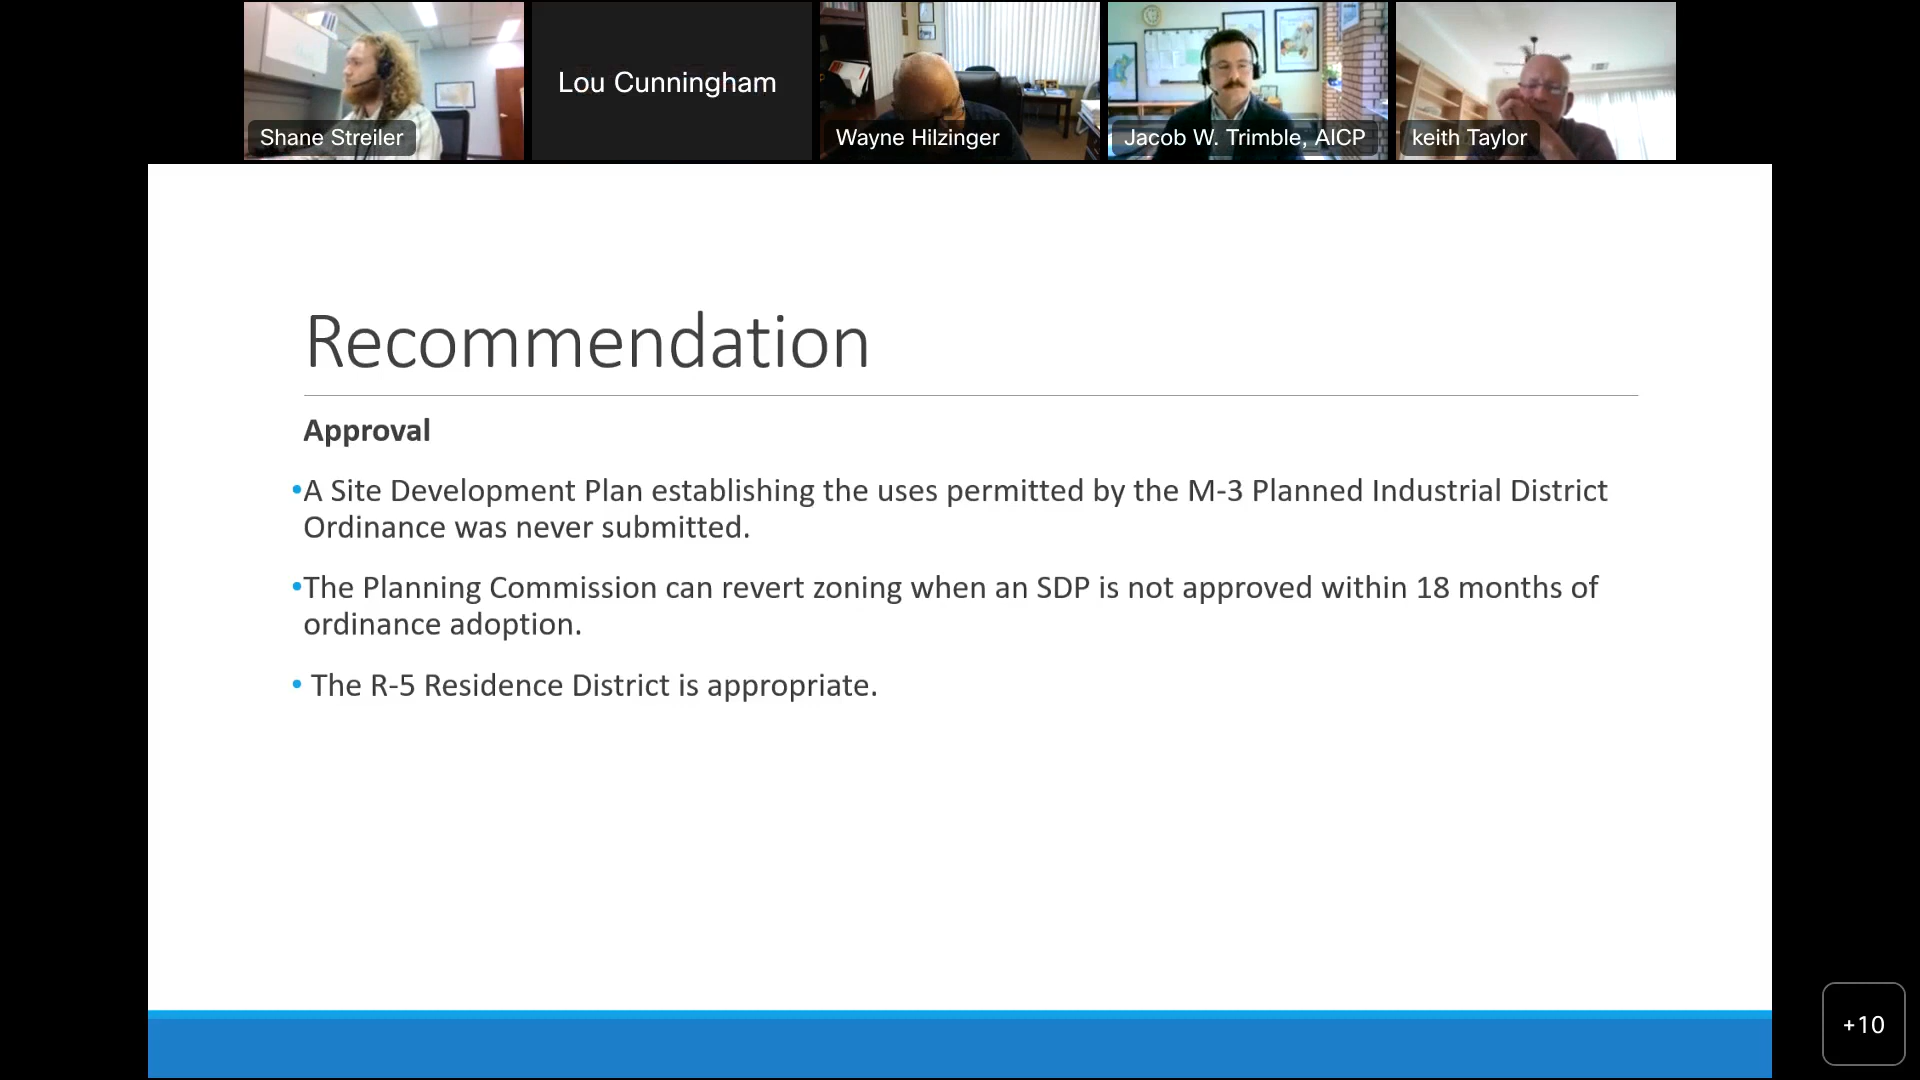 Shane Streiler
Lou Cunningham
Wayne Hilzinger
Jacob W. Trimble, AICP
keith Taylor
Recommendation
Approval
•A Site Development Plan establishing the uses permitted by the M-3 Planned Industrial District
Ordinance was never submitted.
•The Planning Commission can revert zoning when an SDP is not approved within 18 months of
ordinance adoption.
• The R-5 Residence District is appropriate.
+10